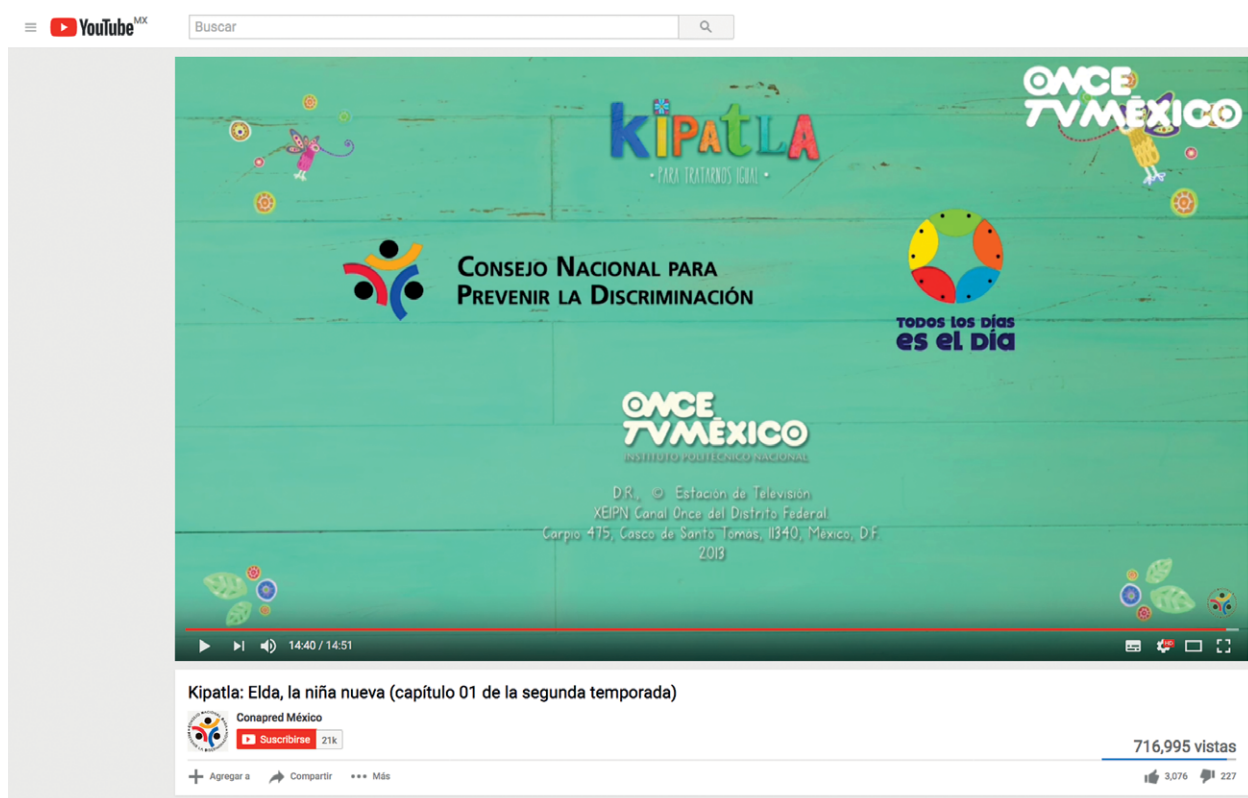 YouTube MX
Buscar
ONCE
TV MÉXICO
KIPATLA
• PARA TRATARNOS IGUAL •
CONSEJO NACIONAL PARA
PREVENIR LA DISCRIMINACIÓN
TODOS LOS DÍAS
ES EL DÍA
ONCE
TV MÉXICO
INSTITUTO POLITÉCNICO NACIONAL
D.R., © Estación de Televisión
XEIPN Canal Once del Distrito Federal.
Carpio 475, Casco de Santo Tomas, 11340, México, D.F.
2013
14:40 / 14:51
HD
Kipatla: Elda, la niña nueva (capítulo 01 de la segunda temporada)
Conapred México
Suscribirse 21k
716,995 vistas
Agregar a Compartir Más
3,076 227